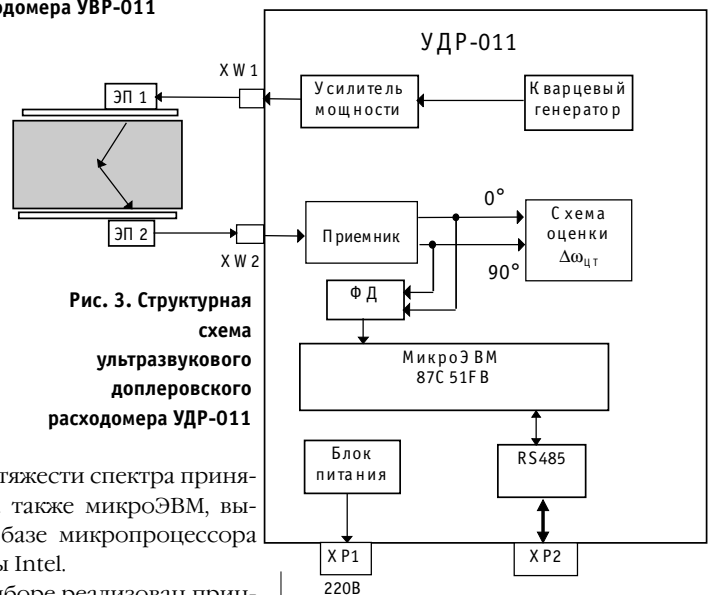 одомера УВР-011
УДР-011
XW1
ЭП 1
Усилитель
мощности
Кварцевый
генератор
ЭП 2
XW2
Приемник
0°
90°
Схема
оценки
Δωцт
ФД
МикроЭВМ
87C51FB
Блок
питания
RS485
XP1
XP2
220В
Рис. 3. Структурная
схема
ультразвукового
доплеровского
расходомера УДР-011
тяжести спектра приня-
также микроЭВМ, вы-
базе микропроцессора
ы Intel.
иборе реализован прин-